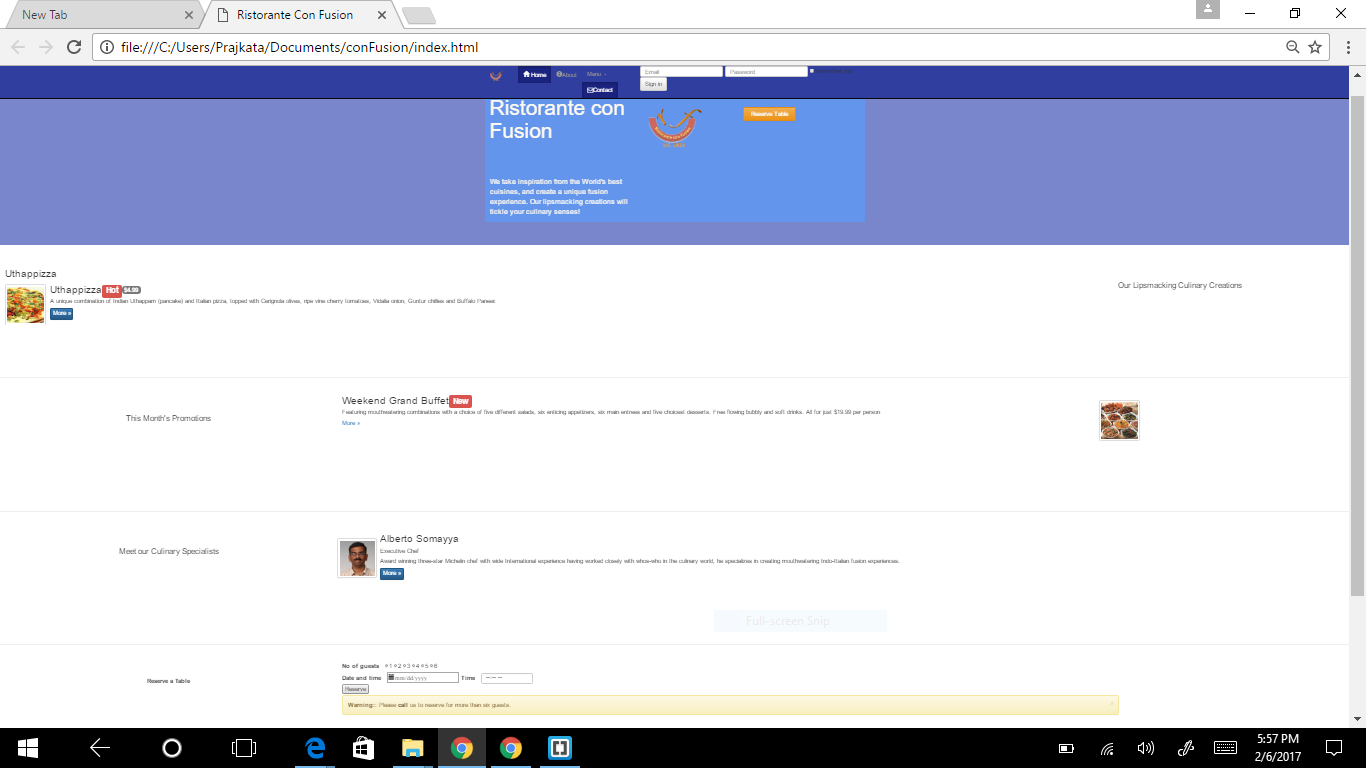 New Tab
Ristorante Con Fusion
file:///C:/Users/Prajkata/Documents/conFusion/index.html
Home About Menu Email Password
Contact Sign in
Ristorante con
Fusion
Reserve Table
We take inspiration from the World's best
cuisines, and create a unique fusion
experience. Our lipsmacking creations will
tickle your culinary senses!
Uthappizza
Uthappizza Hot $4.99
A unique combination of Indian Uthappam (pancake) and Italian pizza, topped with Cerignola olives, ripe vine cherry tomatoes, Vidalia onion, Guntur chillies and Buffalo Paneer.
More »
Our Lipsmacking Culinary Creations
This Month's Promotions
Weekend Grand Buffet New
Featuring mouthwatering combinations with a choice of five different salads, six enticing appetizers, six main entrees and five choicest desserts. Free flowing bubbly and soft drinks. All for just $19.99 per person
More »
Meet our Culinary Specialists
Alberto Somayya
Executive Chef
Award winning three-star Michelin chef with wide International experience having worked closely with whos-who in the culinary world, he specializes in creating mouthwatering Indo-Italian fusion experiences.
More »
Full-screen Snip
Reserve a Table
No of guests 1 2 3 4 5 6
Date and time mm/dd/yyyy Time --:-- --
Reserve
Warning: Please call us to reserve for more than six guests.
5:57 PM
2/6/2017